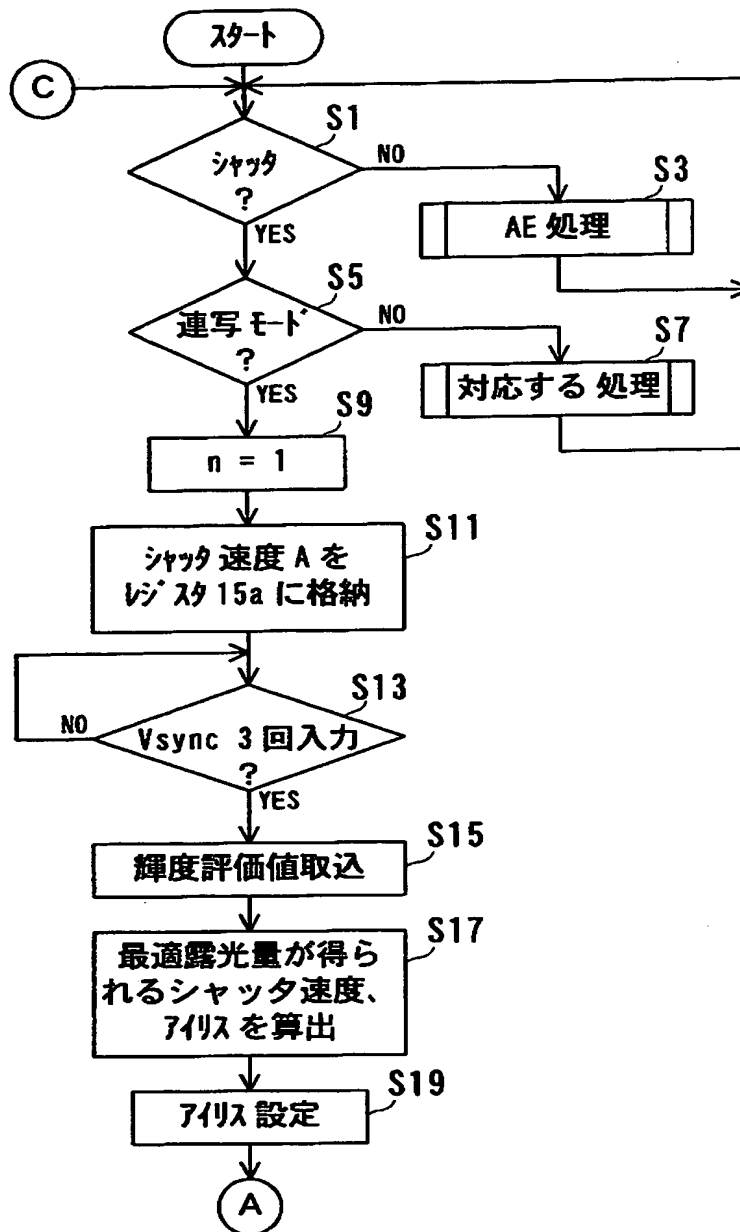 スタート
C
S1
シャッタ
?
NO
YES
S3
AE 処理
S5
連写 モード
?
NO
YES
S7
対応する 処理
S9
n = 1
S11
シャッタ 速度 A を
レジスタ 15a に格納
S13
Vsync 3 回入力
?
NO
YES
S15
輝度評価値取込
S17
最適露光量が得ら
れるシャッタ速度、
アイリス を算出
S19
アイリス 設定
A